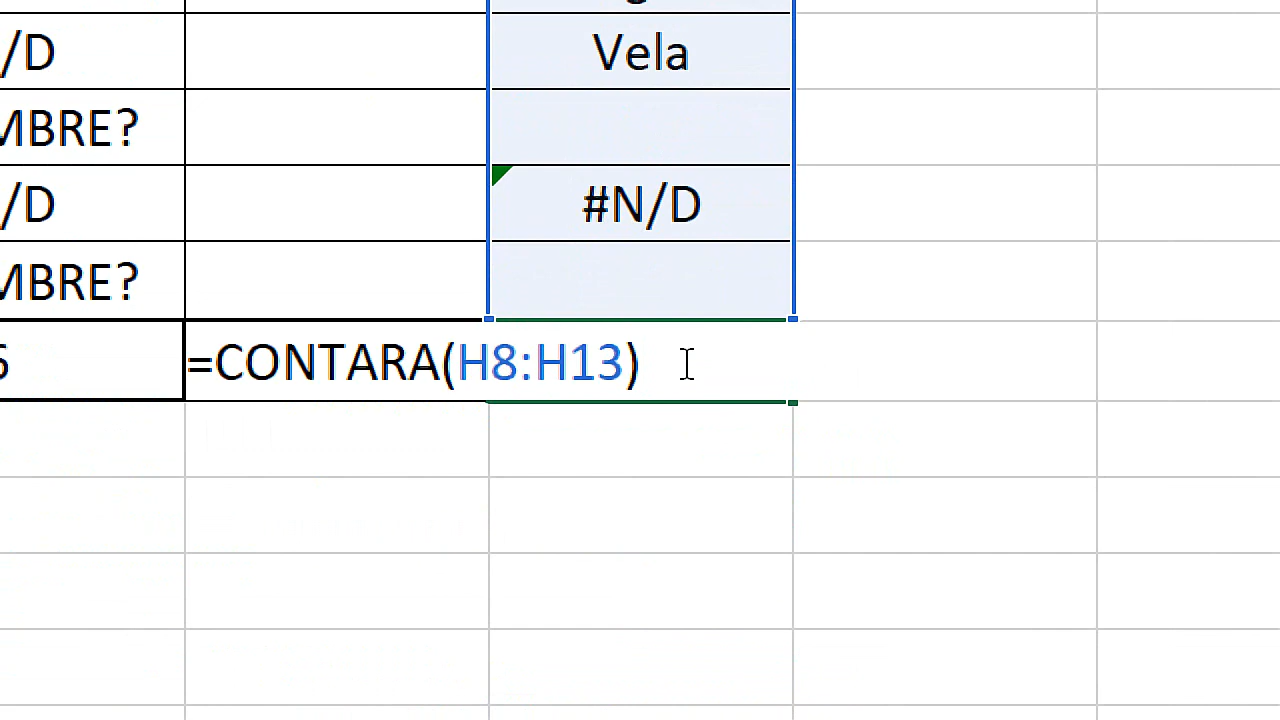 /D Vela
MBRE?
/D #N/D
MBRE?
=CONTARA(H8:H13)